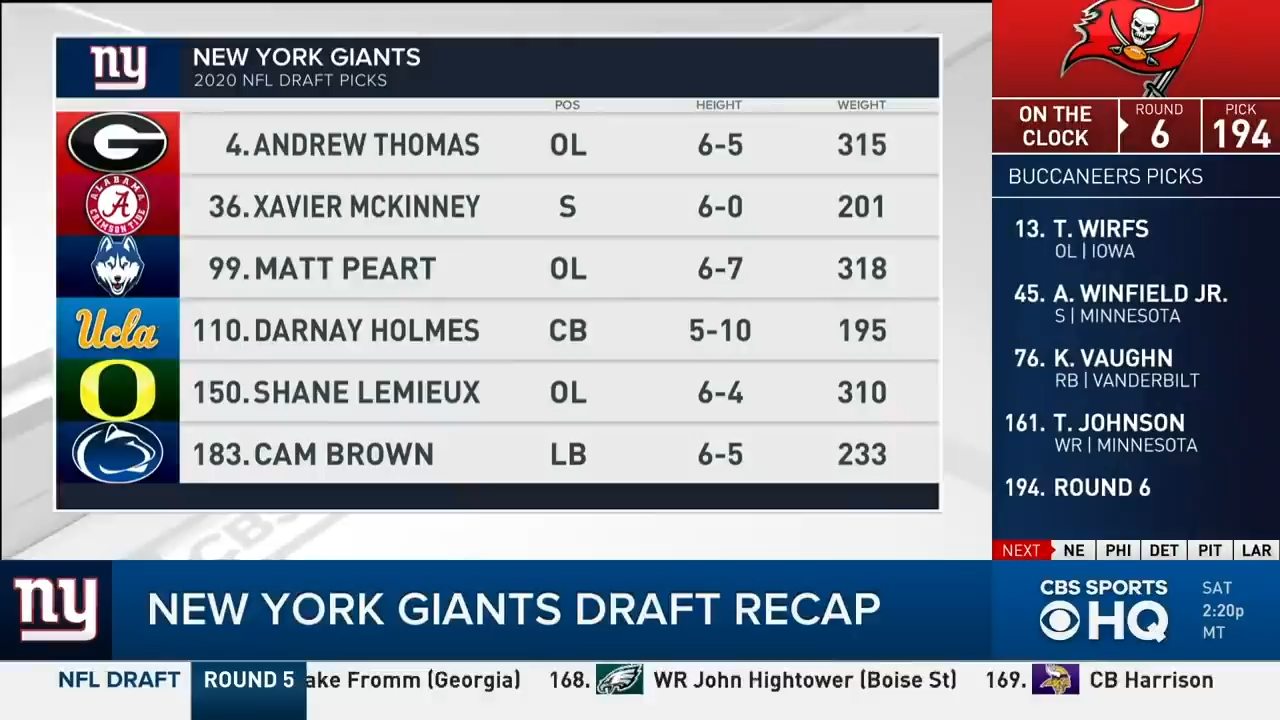 ny
NEW YORK GIANTS
2020 NFL DRAFT PICKS
POS HEIGHT WEIGHT
G 4. ANDREW THOMAS OL 6-5 315
ALABAMA A CRIMSON TIDE 36. XAVIER MCKINNEY S 6-0 201
99. MATT PEART OL 6-7 318
Ucla 110. DARNAY HOLMES CB 5-10 195
O 150. SHANE LEMIEUX OL 6-4 310
183. CAM BROWN LB 6-5 233
CBS
ON THE CLOCK ROUND 6 PICK 194
BUCCANEERS PICKS
13. T. WIRFS
OL | IOWA
45. A. WINFIELD JR.
S | MINNESOTA
76. K. VAUGHN
RB | VANDERBILT
161. T. JOHNSON
WR | MINNESOTA
194. ROUND 6
NEXT NE PHI DET PIT LAR
ny NEW YORK GIANTS DRAFT RECAP
CBS SPORTS
HQ
SAT
2:20p
MT
NFL DRAFT ROUND 5 ake Fromm (Georgia) 168. WR John Hightower (Boise St) 169. CB Harrison